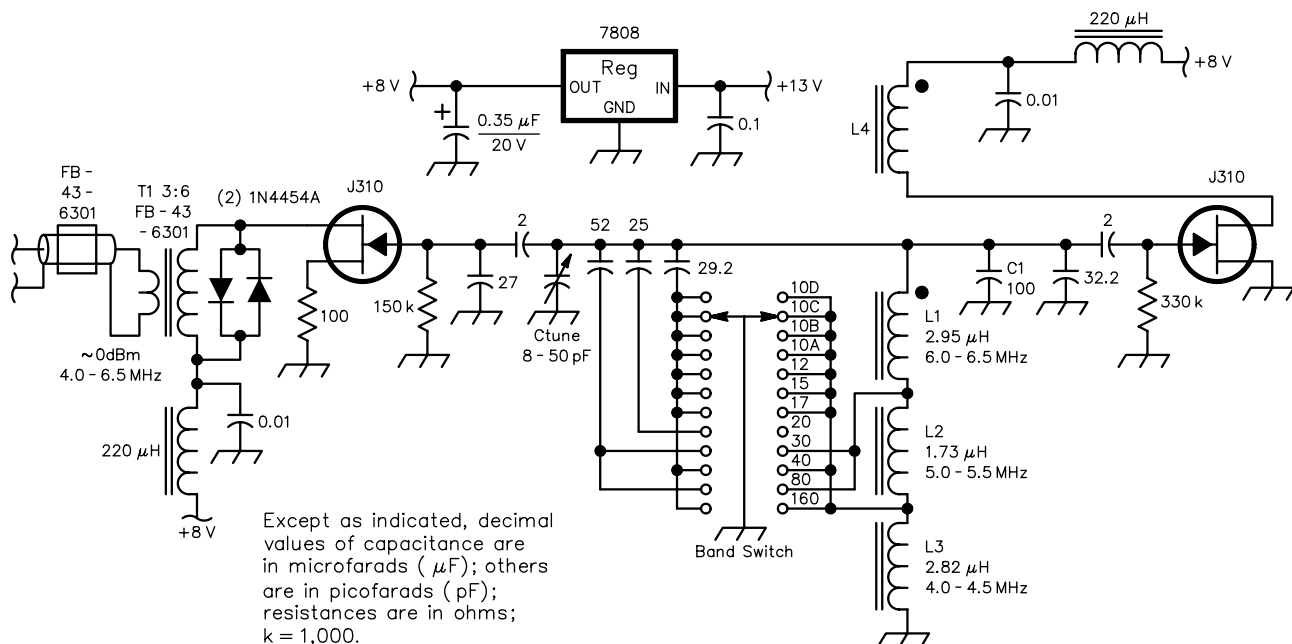 7808
Reg
OUT
IN
GND
+8 V
+13 V
+
0.35 µF
20 V
0.1
220 µH
+8 V
0.01
L4
J310
FB -
43 -
6301
T1 3:6
FB - 43
- 6301
(2) 1N4454A
J310
100
150 k
27
2
Ctune
8 - 50 pF
52
25
29.2
10D
10C
10B
10A
12
15
17
20
30
40
80
160
Band Switch
L1
2.95 µH
6.0 - 6.5 MHz
L2
1.73 µH
5.0 - 5.5 MHz
L3
2.82 µH
4.0 - 4.5 MHz
C1
100
32.2
2
330 k
~0dBm
4.0 - 6.5 MHz
0.01
220 µH
+8 V
Except as indicated, decimal
values of capacitance are
in microfarads ( µF); others
are in picofarads ( pF);
resistances are in ohms;
k = 1,000.